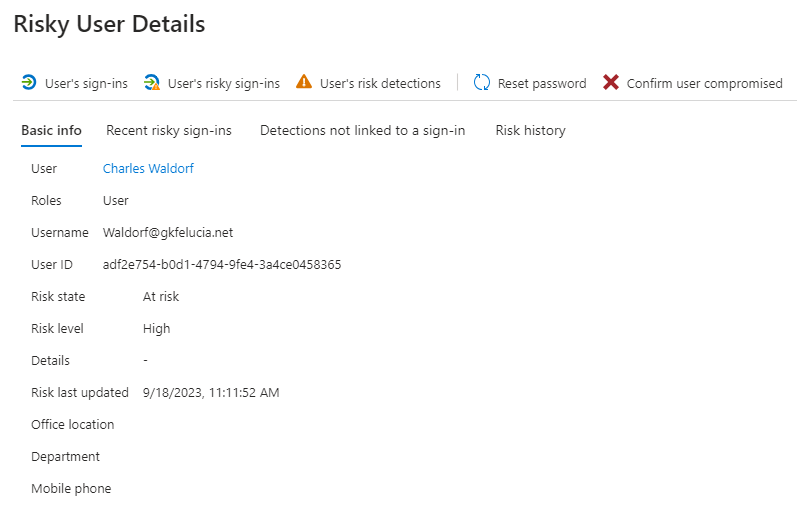 Risky User Details
User's sign-ins User's risky sign-ins User's risk detections Reset password Confirm user compromised
Basic info Recent risky sign-ins Detections not linked to a sign-in Risk history
User Charles Waldorf
Roles User
Username Waldorf@gkfelucia.net
User ID adf2e754-b0d1-4794-9fe4-3a4ce0458365
Risk state At risk
Risk level High
Details -
Risk last updated 9/18/2023, 11:11:52 AM
Office location
Department
Mobile phone